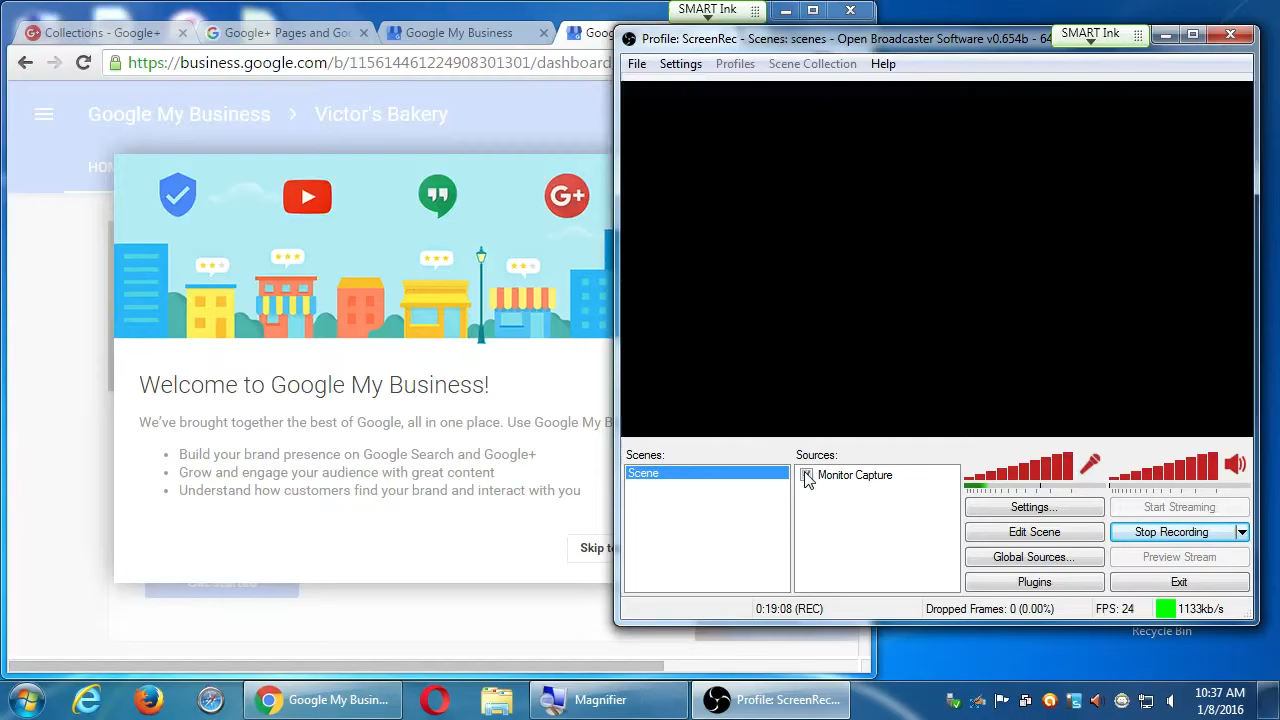 SMART Ink
Collections - Google+
Google+ Pages and Go
Google My Business
Goo
https://business.google.com/b/115614461224908301301/dashboard
Google My Business > Victor's Bakery
HOM
G+
Welcome to Google My Business!
We've brought together the best of Google, all in one place. Use Google My B
• Build your brand presence on Google Search and Google+
• Grow and engage your audience with great content
• Understand how customers find your brand and interact with you
Skip to
Profile: ScreenRec - Scenes: scenes - Open Broadcaster Software v0.654b - 64
SMART Ink
File Settings Profiles Scene Collection Help
Scenes:
Scene
Sources:
Monitor Capture
Settings... Start Streaming
Edit Scene Stop Recording
Global Sources... Preview Stream
Plugins Exit
0:19:08 (REC) Dropped Frames: 0 (0.00%) FPS: 24 1133kb/s
Recycle Bin
Google My Busin...
Magnifier
Profile: ScreenRec...
10:37 AM
1/8/2016